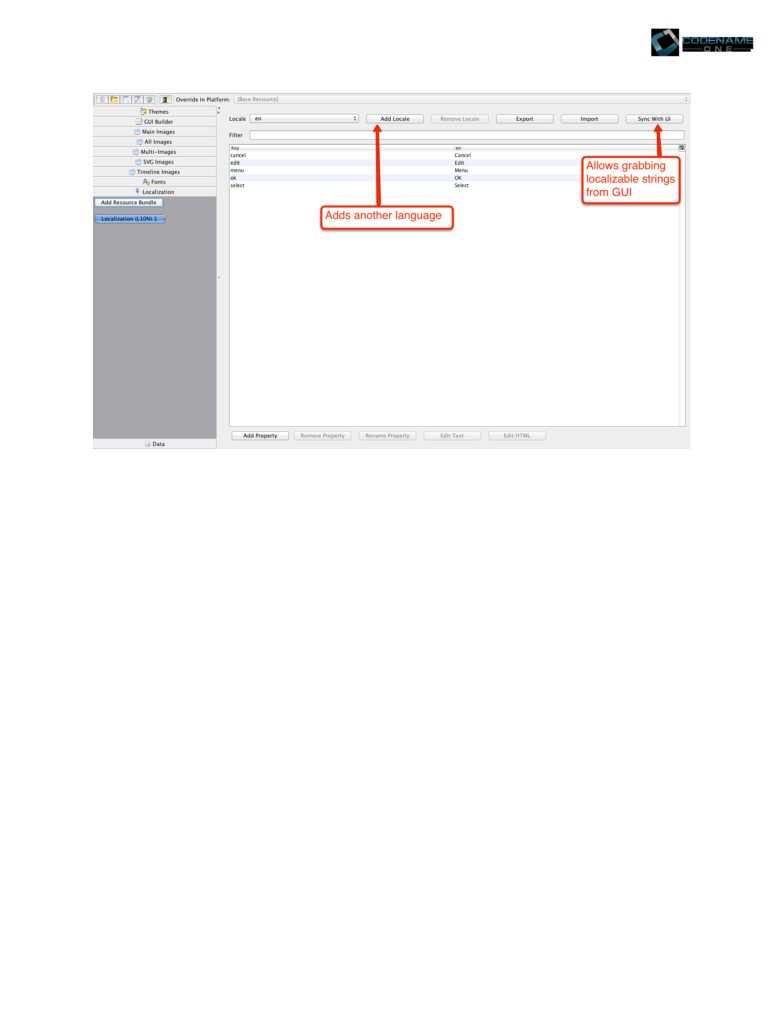 CODENAME
ONE
Override In Platform: [Base Resource]
Themes
GUI Builder
Main Images
All Images
Multi-Images
SVG Images
Timeline Images
Fonts
Localization
Add Resource Bundle
Localization (L10N) 1
Data
Locale en Add Locale Remove Locale Export Import Sync With UI
Filter
Key en
cancel Cancel
edit Edit
menu Menu
ok OK
select Select
Adds another language
Allows grabbing
localizable strings
from GUI
Add Property Remove Property Rename Property Edit Text Edit HTML